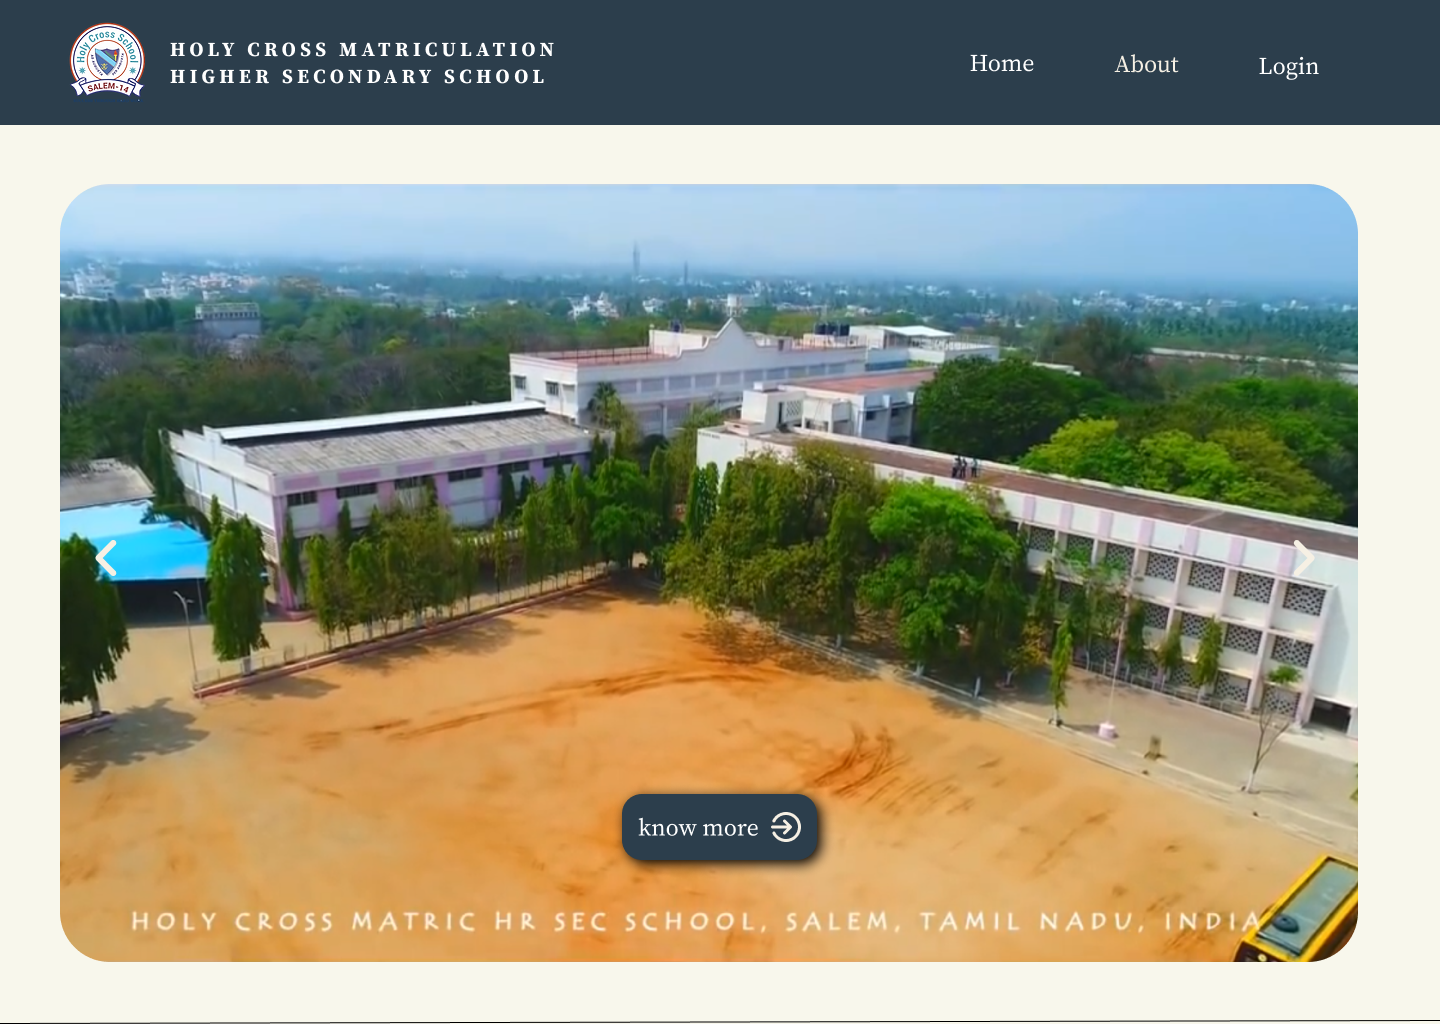 Holy Cross School
SALEM-14
HOLY CROSS MATRICULATION
HIGHER SECONDARY SCHOOL
Home
About
Login
know more
HOLY CROSS MATRIC HR SEC SCHOOL, SALEM, TAMIL NADU, INDIA